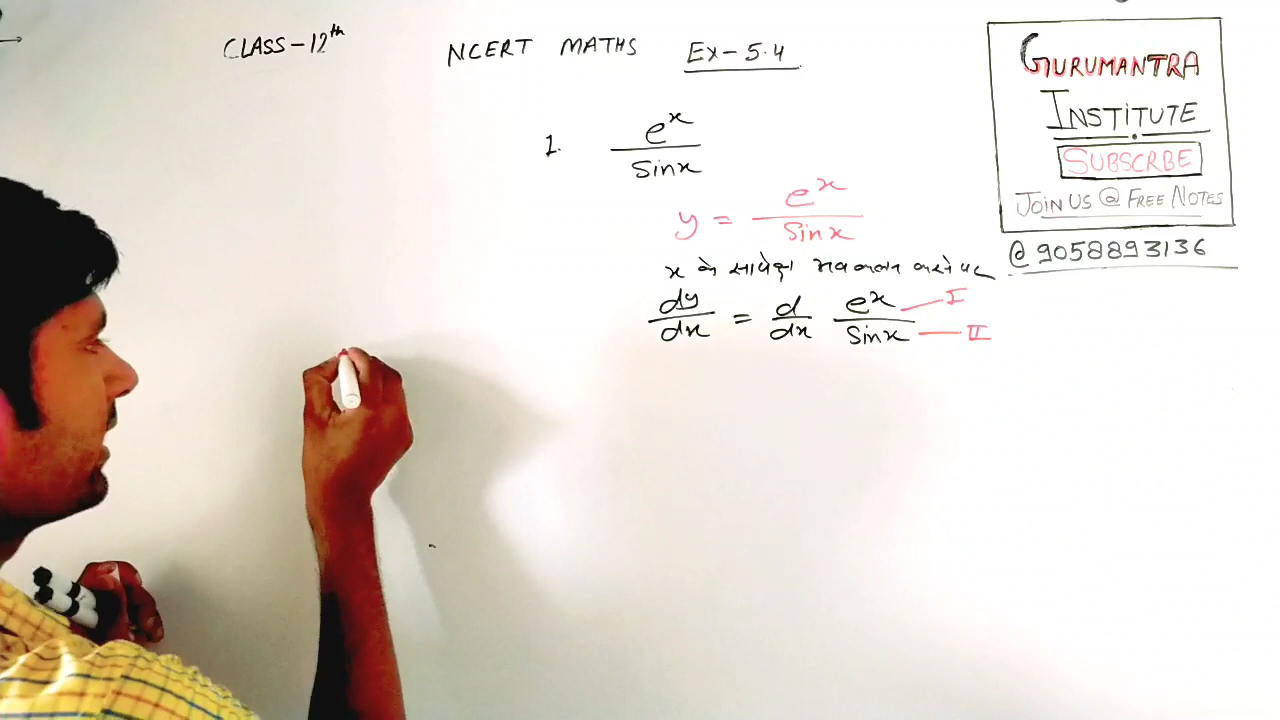 CLASS-12th NCERT MATHS Ex-5.4
1. e^x / sinx
y = e^x / sinx
x के सापेक्ष अवकलन करने पर
dy/dx = d/dx e^x / sinx
I
II
GURUMANTRA
INSTITUTE
SUBSCRBE
JOIN US @ FREE NOTES
@ 9058893136